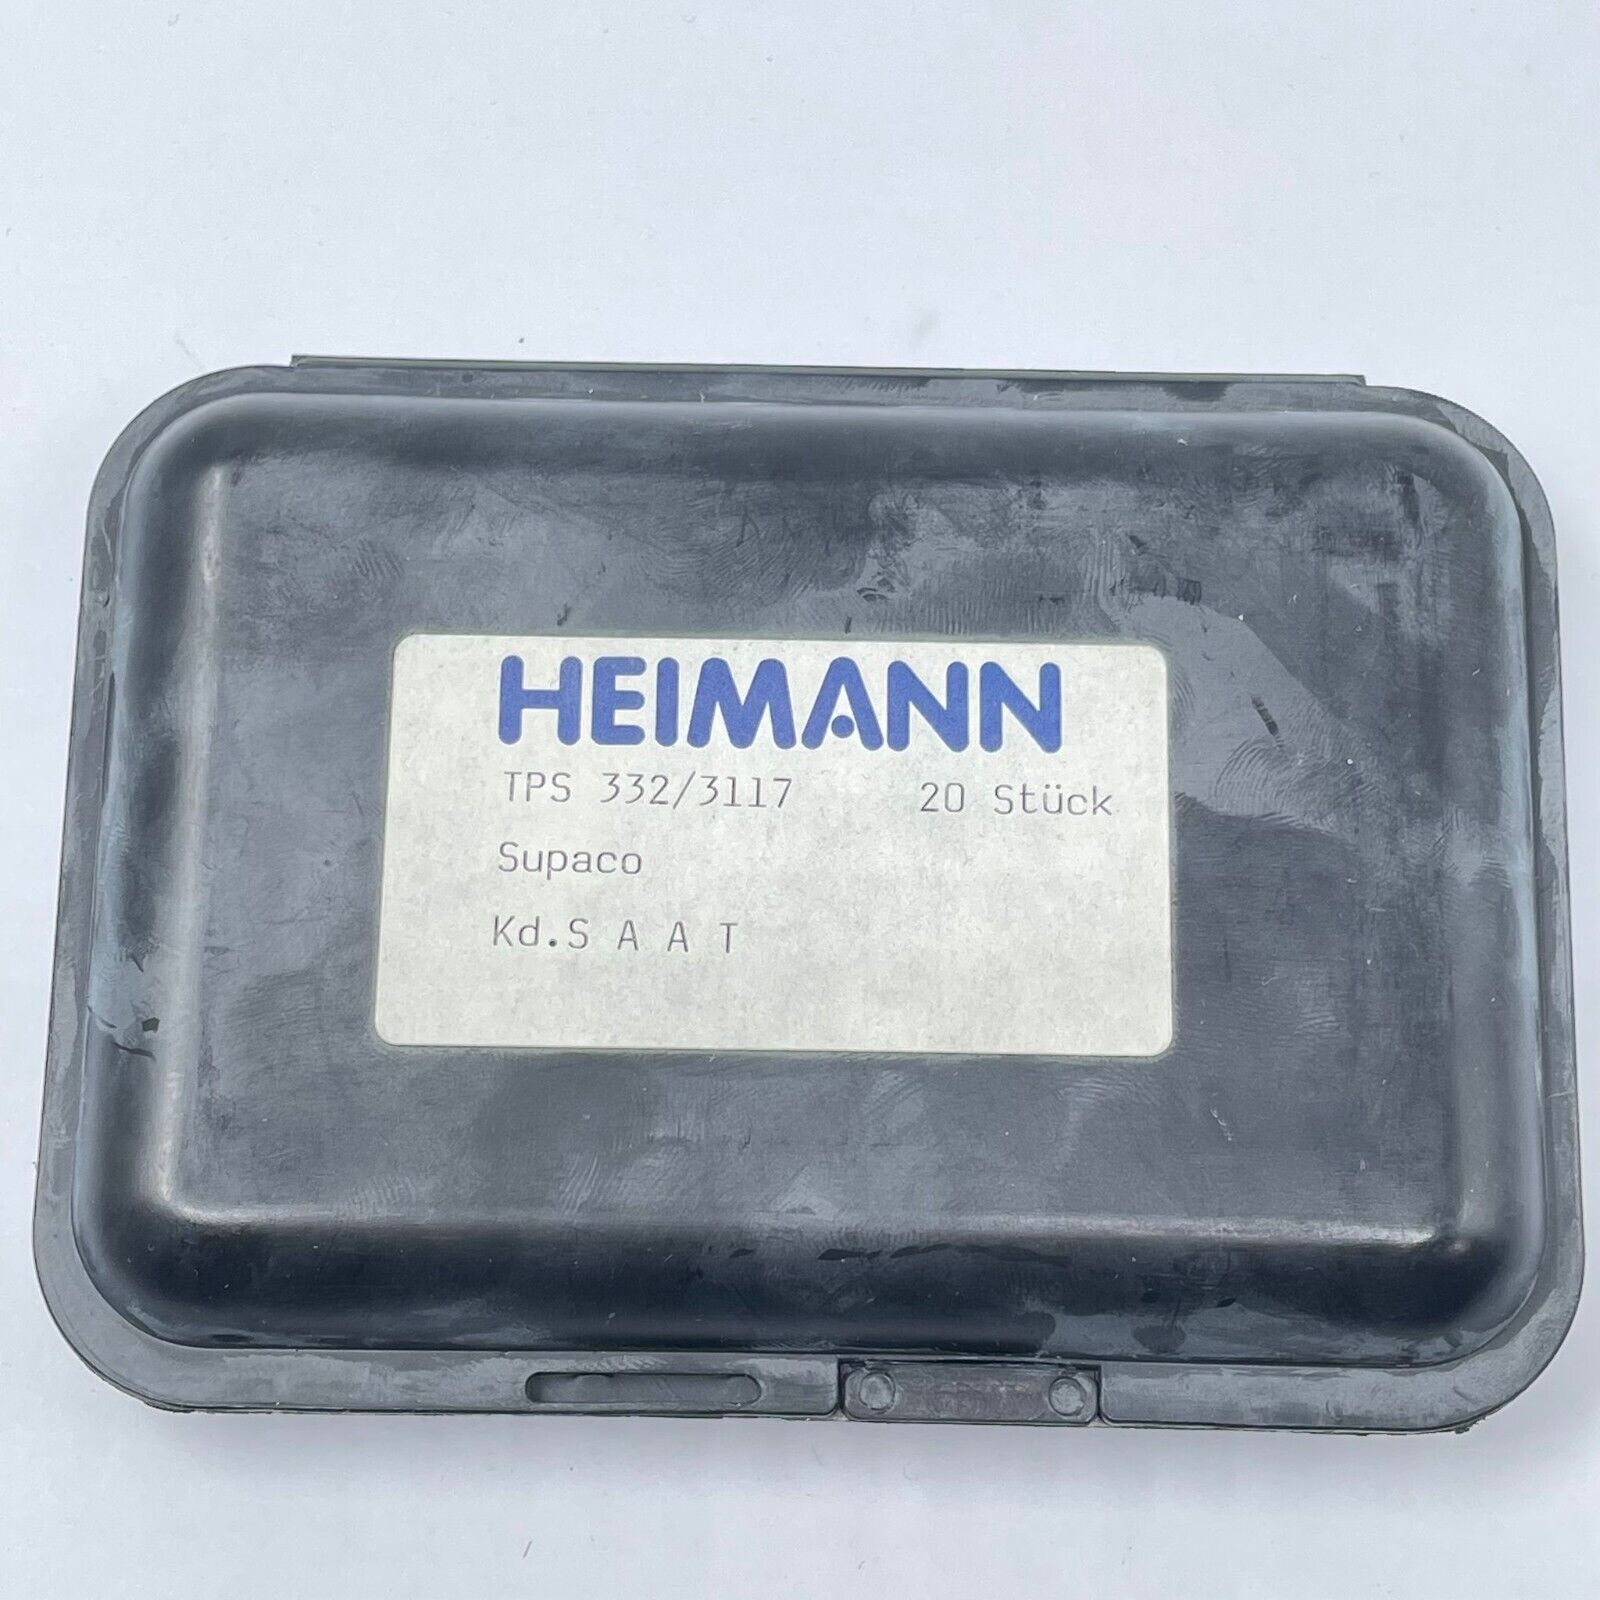 HEIMANN
TPS 332/3117 20 Stück
Supaco
Kd.S A A T